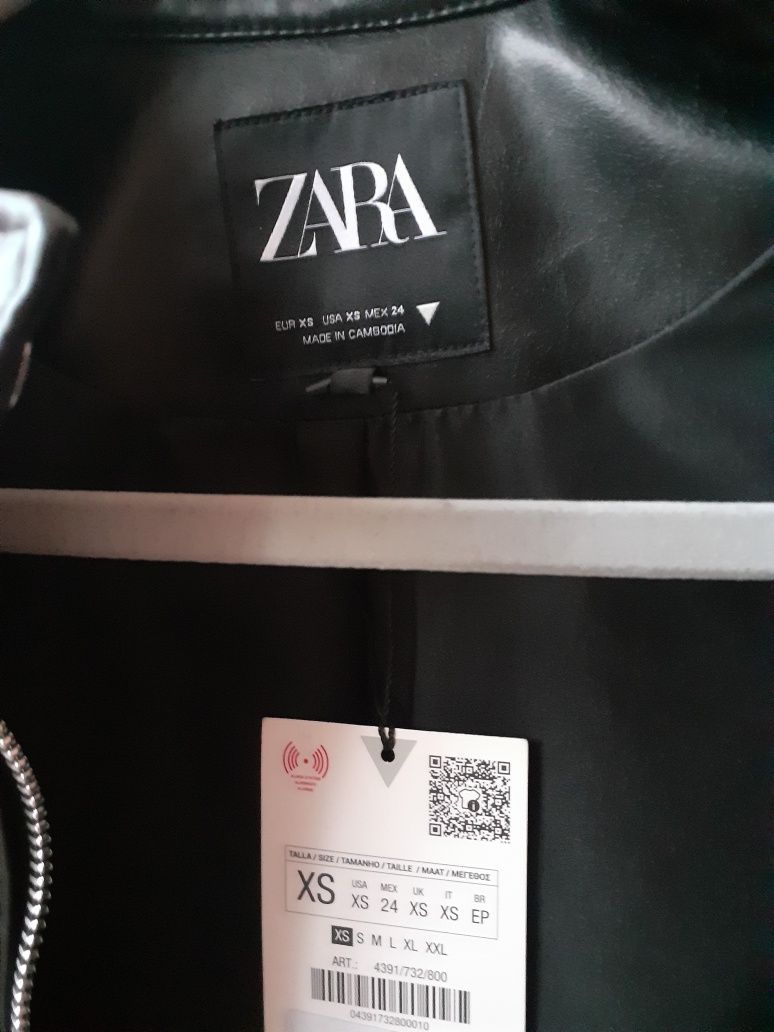 ZARA
EUR XS USA XS MEX 24
MADE IN CAMBODIA
TALLA / SIZE / TAMANHO / TAILLE / MAAT / ΜΕΓΕΘΟΣ
XS
USA MEX UK IT BR
XS 24 XS XS EP
XS S M L XL XXL
ART.: 4391/732/800
04391732800010